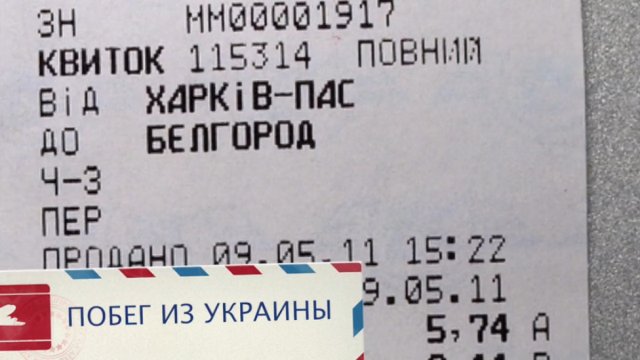 ЗН ММ00001917
КВИТОК 115314 ПОВНИЙ
ВіД ХАРКіВ-ПАС
ДО БЕЛГОРОД
Ч-З
ПЕР
ПРОДАНО 09.05.11 15:22
9.05.11
5,74 А
ПОБЕГ ИЗ УКРАИНЫ